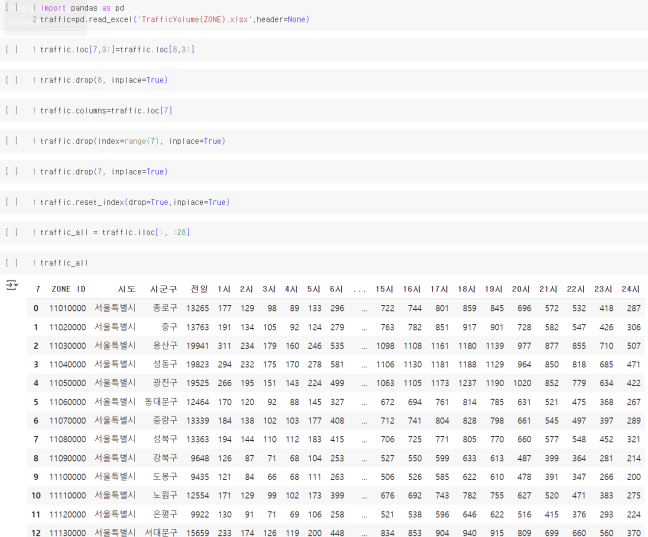 [ ] 1 import pandas as pd
2 traffic=pd.read_excel('TrafficVolume(ZONE).xlsx',header=None)
[ ] 1 traffic.loc[7,3:]=traffic.loc[8,3:]
[ ] 1 traffic.drop(8, inplace=True)
[ ] 1 traffic.columns=traffic.loc[7]
[ ] 1 traffic.drop(index=range(7), inplace=True)
[ ] 1 traffic.drop(7, inplace=True)
[ ] 1 traffic.reset_index(drop=True,inplace=True)
[ ] 1 traffic_all = traffic.iloc[:, :28]
[ ] 1 traffic_all
7 ZONE ID 시도 시군구 전일 1시 2시 3시 4시 5시 6시 ... 15시 16시 17시 18시 19시 20시 21시 22시 23시 24시
0 11010000 서울특별시 종로구 13265 177 129 98 89 133 296 ... 722 744 801 859 845 696 572 532 418 287
1 11020000 서울특별시 중구 13763 191 134 105 92 124 279 ... 763 782 851 917 901 728 582 547 426 306
2 11030000 서울특별시 용산구 19941 311 234 179 160 246 535 ... 1098 1108 1161 1180 1139 977 877 855 710 507
3 11040000 서울특별시 성동구 19823 294 232 175 170 278 581 ... 1106 1130 1181 1188 1129 964 850 818 685 471
4 11050000 서울특별시 광진구 19525 266 195 151 143 224 499 ... 1063 1105 1173 1237 1190 1020 852 779 634 422
5 11060000 서울특별시 동대문구 12464 170 120 92 88 145 327 ... 672 694 761 814 785 631 521 475 368 267
6 11070000 서울특별시 중랑구 13339 184 138 102 103 177 408 ... 712 741 804 828 798 661 545 497 397 289
7 11080000 서울특별시 성북구 13363 194 144 110 112 183 415 ... 706 725 771 805 770 660 577 548 452 321
8 11090000 서울특별시 강북구 9648 126 87 71 68 104 253 ... 527 550 599 633 613 487 399 364 281 214
9 11100000 서울특별시 도봉구 9435 121 84 66 68 111 263 ... 506 526 585 622 610 478 391 347 266 200
10 11110000 서울특별시 노원구 12554 171 129 99 102 173 399 ... 676 692 743 782 755 627 520 471 383 275
11 11120000 서울특별시 은평구 9922 130 91 71 69 106 258 ... 521 538 596 646 622 516 415 376 293 224
12 11130000 서울특별시 서대문구 15659 233 174 126 119 200 448 ... 834 853 904 940 915 809 699 660 560 370